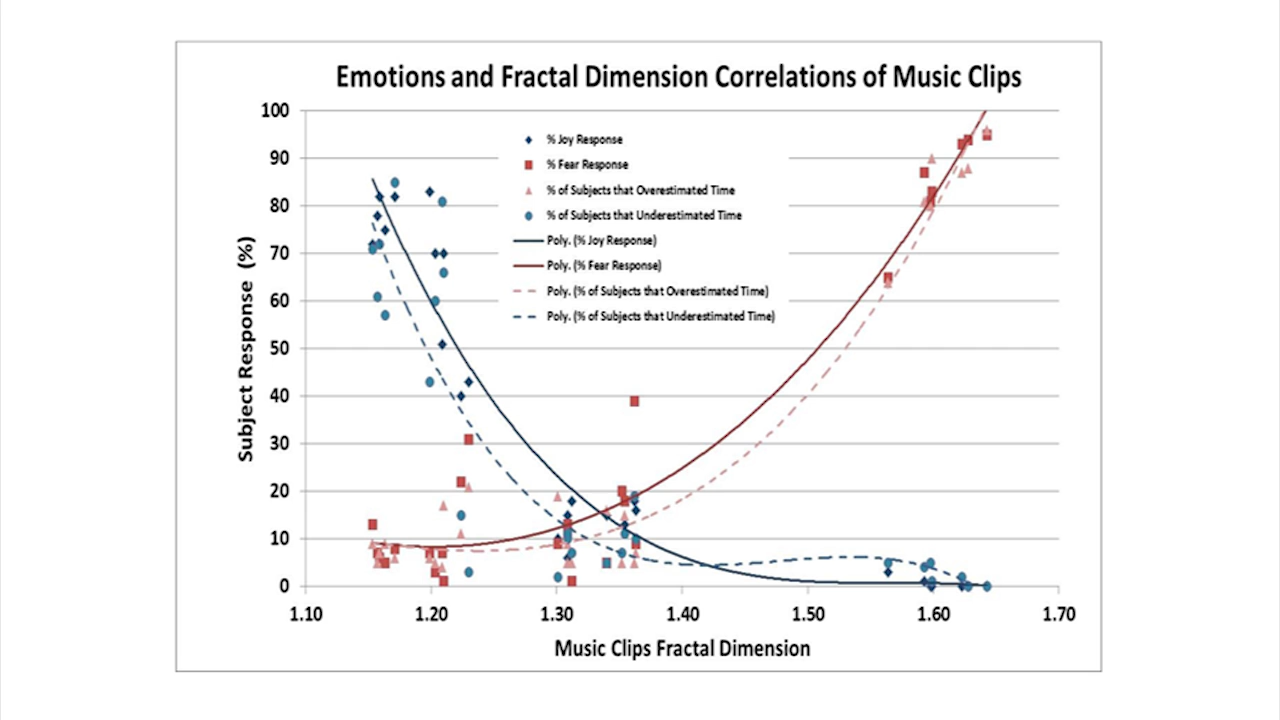 Emotions and Fractal Dimension Correlations of Music Clips
100
90
80
70
60
50
40
30
20
10
0
Subject Response (%)
% Joy Response
% Fear Response
% of Subjects that Overestimated Time
% of Subjects that Underestimated Time
Poly. (% Joy Response)
Poly. (% Fear Response)
Poly. (% of Subjects that Overestimated Time)
Poly. (% of Subjects that Underestimated Time)
1.10 1.20 1.30 1.40 1.50 1.60 1.70
Music Clips Fractal Dimension